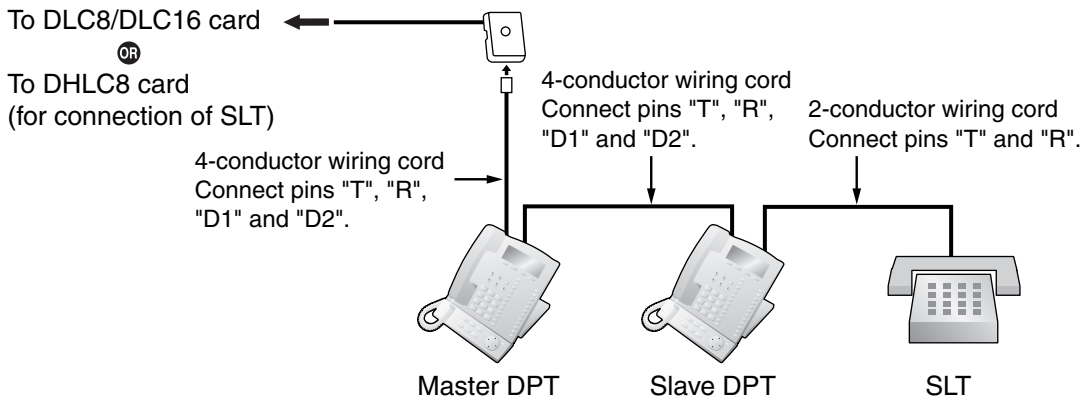 To DLC8/DLC16 card
OR
To DHLC8 card
(for connection of SLT)
4-conductor wiring cord
Connect pins "T", "R",
"D1" and "D2".
4-conductor wiring cord
Connect pins "T", "R",
"D1" and "D2".
2-conductor wiring cord
Connect pins "T" and "R".
Master DPT
Slave DPT
SLT